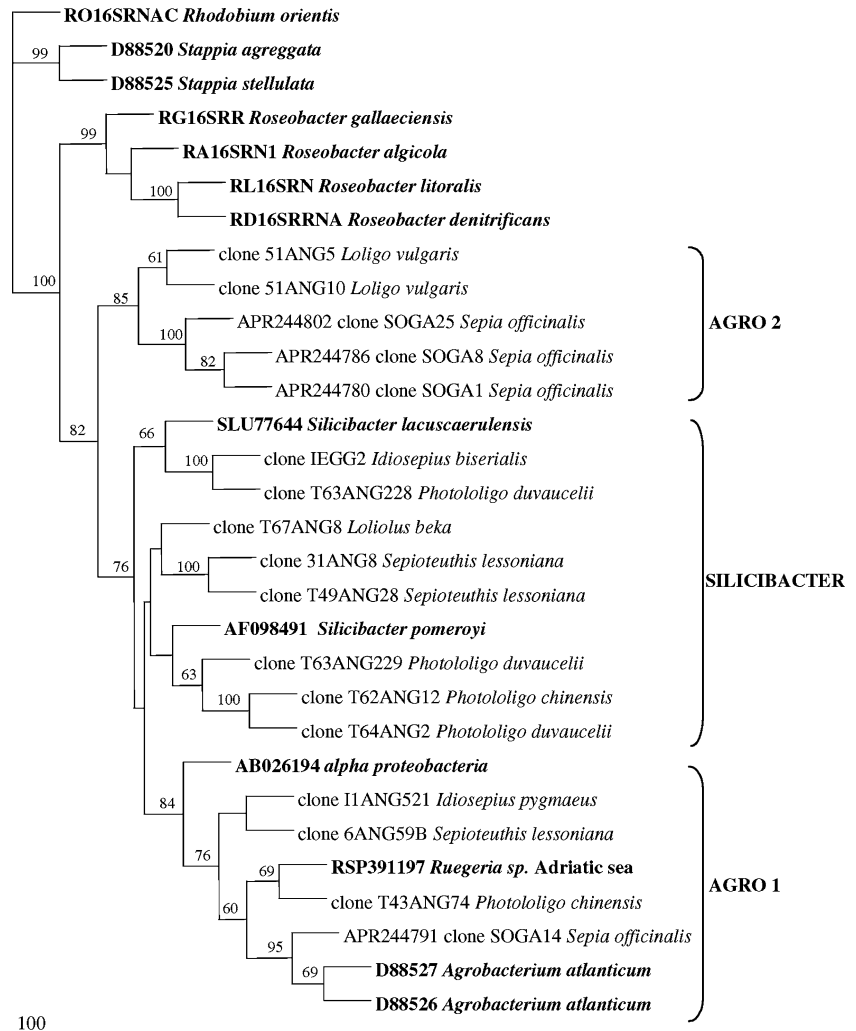 RO16SRNAC Rhodobium orientis
99
D88520 Stappia agreggata
D88525 Stappia stellulata
RG16SRR Roseobacter gallaeciensis
99
RA16SRN1 Roseobacter algicola
100
RL16SRN Roseobacter litoralis
RD16SRRNA Roseobacter denitrificans
61
clone 51ANG5 Loligo vulgaris
100
85
clone 51ANG10 Loligo vulgaris
AGRO 2
APR244802 clone SOGA25 Sepia officinalis
100
82
APR244786 clone SOGA8 Sepia officinalis
APR244780 clone SOGA1 Sepia officinalis
82
66
SLU77644 Silicibacter lacuscaerulensis
100
clone IEGG2 Idiosepius biserialis
clone T63ANG228 Photololigo duvaucelii
clone T67ANG8 Loliolus beka
76
100
clone 31ANG8 Sepioteuthis lessoniana
SILICIBACTER
clone T49ANG28 Sepioteuthis lessoniana
AF098491 Silicibacter pomeroyi
63
clone T63ANG229 Photololigo duvaucelii
100
clone T62ANG12 Photololigo chinensis
clone T64ANG2 Photololigo duvaucelii
AB026194 alpha proteobacteria
84
clone I1ANG521 Idiosepius pygmaeus
clone 6ANG59B Sepioteuthis lessoniana
76
69
RSP391197 Ruegeria sp. Adriatic sea
AGRO 1
60
clone T43ANG74 Photololigo chinensis
APR244791 clone SOGA14 Sepia officinalis
95
69
D88527 Agrobacterium atlanticum
D88526 Agrobacterium atlanticum
100